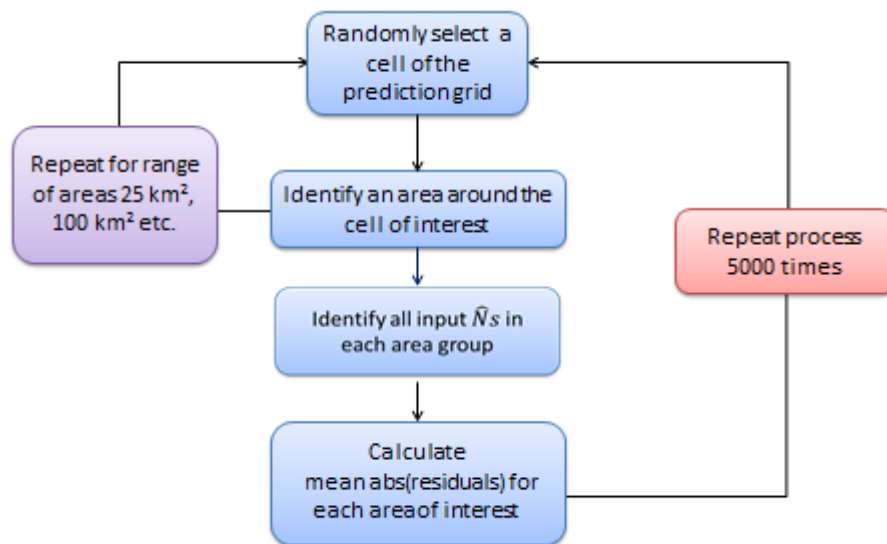 Randomly select a
cell of the
prediction grid
Repeat for range
of areas 25 km²,
100 km² etc.
Identify an area around the
cell of interest
Repeat process
5000 times
Identify all input N̂s in
each area group
Calculate
mean abs(residuals) for
each area of interest